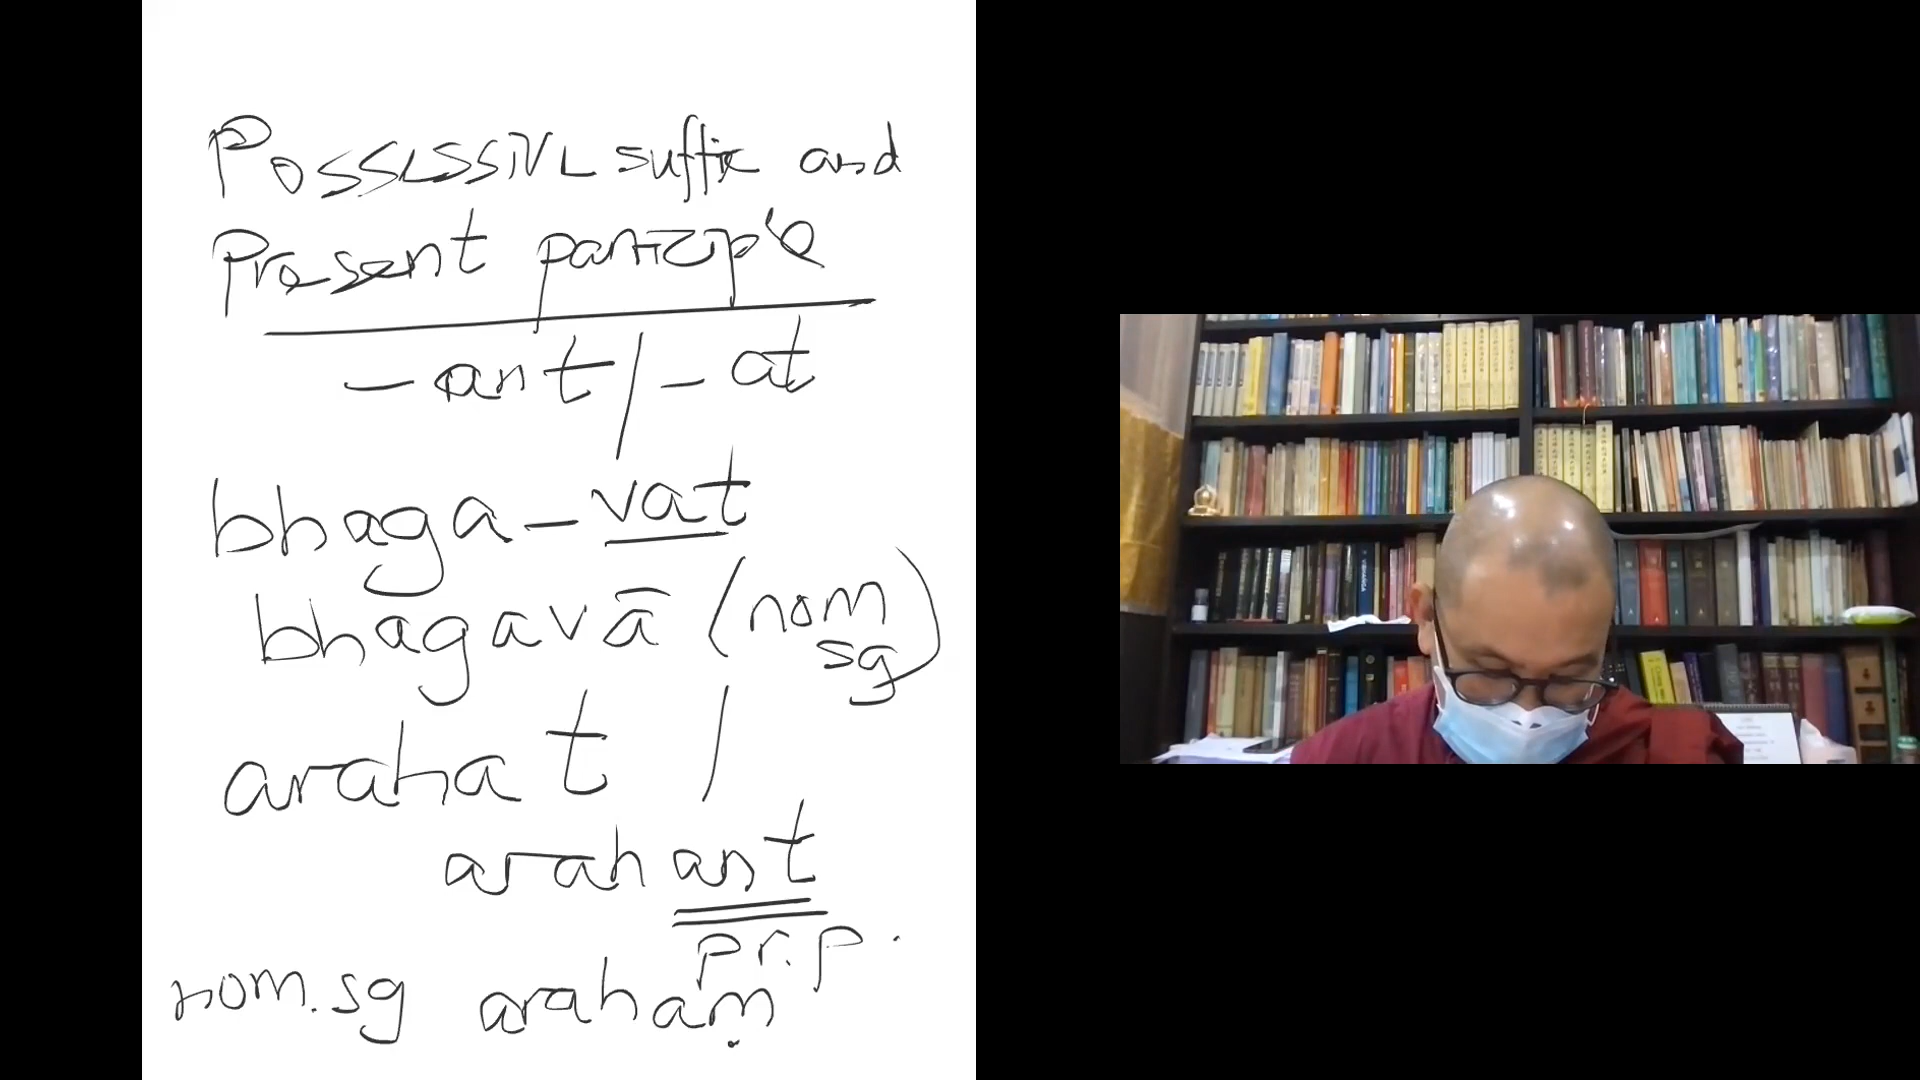 Possessive suffix and
Present participle
-ant/-at
bhaga-vat
bhagavā (nom
sg)
arahat /
arahant
pr.p.
nom.sg arahaṃ